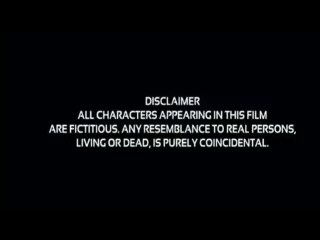 DISCLAIMER
ALL CHARACTERS APPEARING IN THIS FILM
ARE FICTITIOUS. ANY RESEMBLANCE TO REAL PERSONS,
LIVING OR DEAD, IS PURELY COINCIDENTAL.